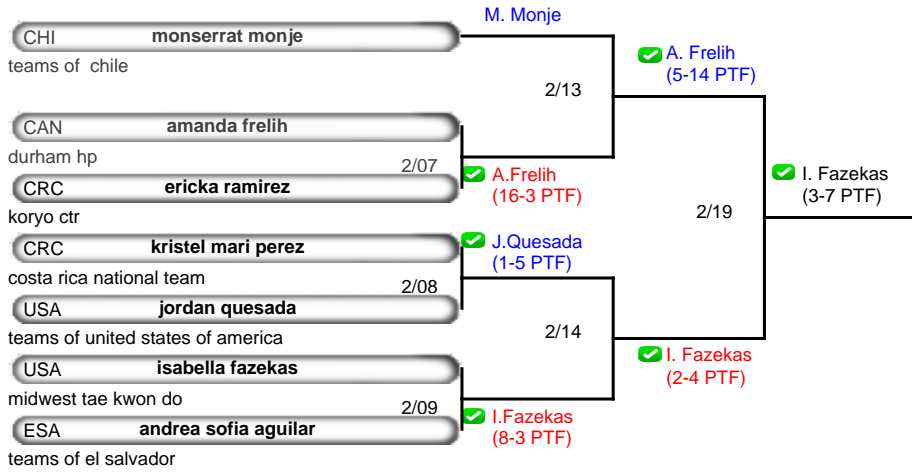 M. Monje
CHI monserrat monje
teams of chile
A. Frelih
(5-14 PTF)
2/13
CAN amanda frelih
durham hp
2/07
CRC ericka ramirez
koryo ctr
A.Frelih
(16-3 PTF)
I. Fazekas
(3-7 PTF)
2/19
CRC kristel mari perez
costa rica national team
J.Quesada
(1-5 PTF)
2/08
USA jordan quesada
teams of united states of america
2/14
USA isabella fazekas
midwest tae kwon do
I. Fazekas
(2-4 PTF)
2/09
ESA andrea sofia aguilar
teams of el salvador
I.Fazekas
(8-3 PTF)